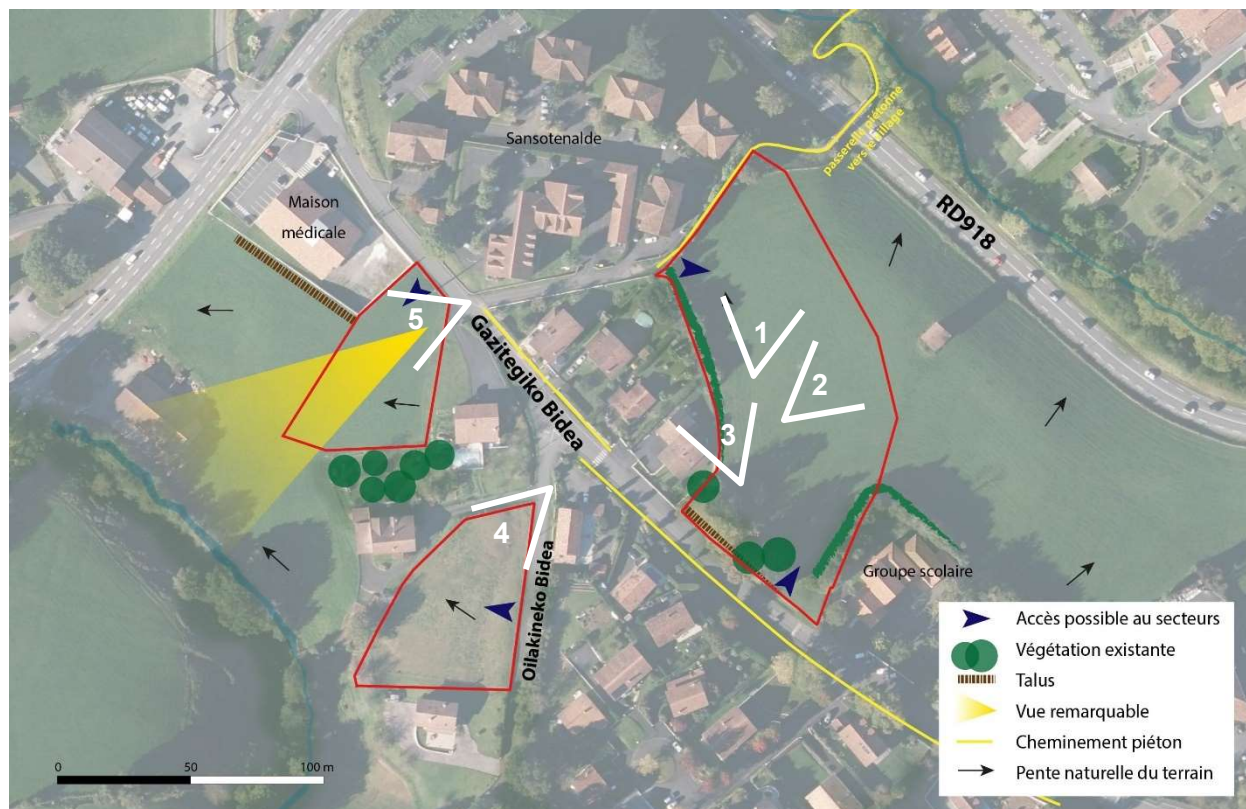 Sansotenalde
passerelle piétonne
vers le village
RD918
Maison
médicale
5
Gazitegiko Bidea
1
2
3
4
Oilakineko Bidea
Groupe scolaire
Accès possible au secteurs
Végétation existante
Talus
Vue remarquable
Cheminement piéton
Pente naturelle du terrain
0 50 100 m